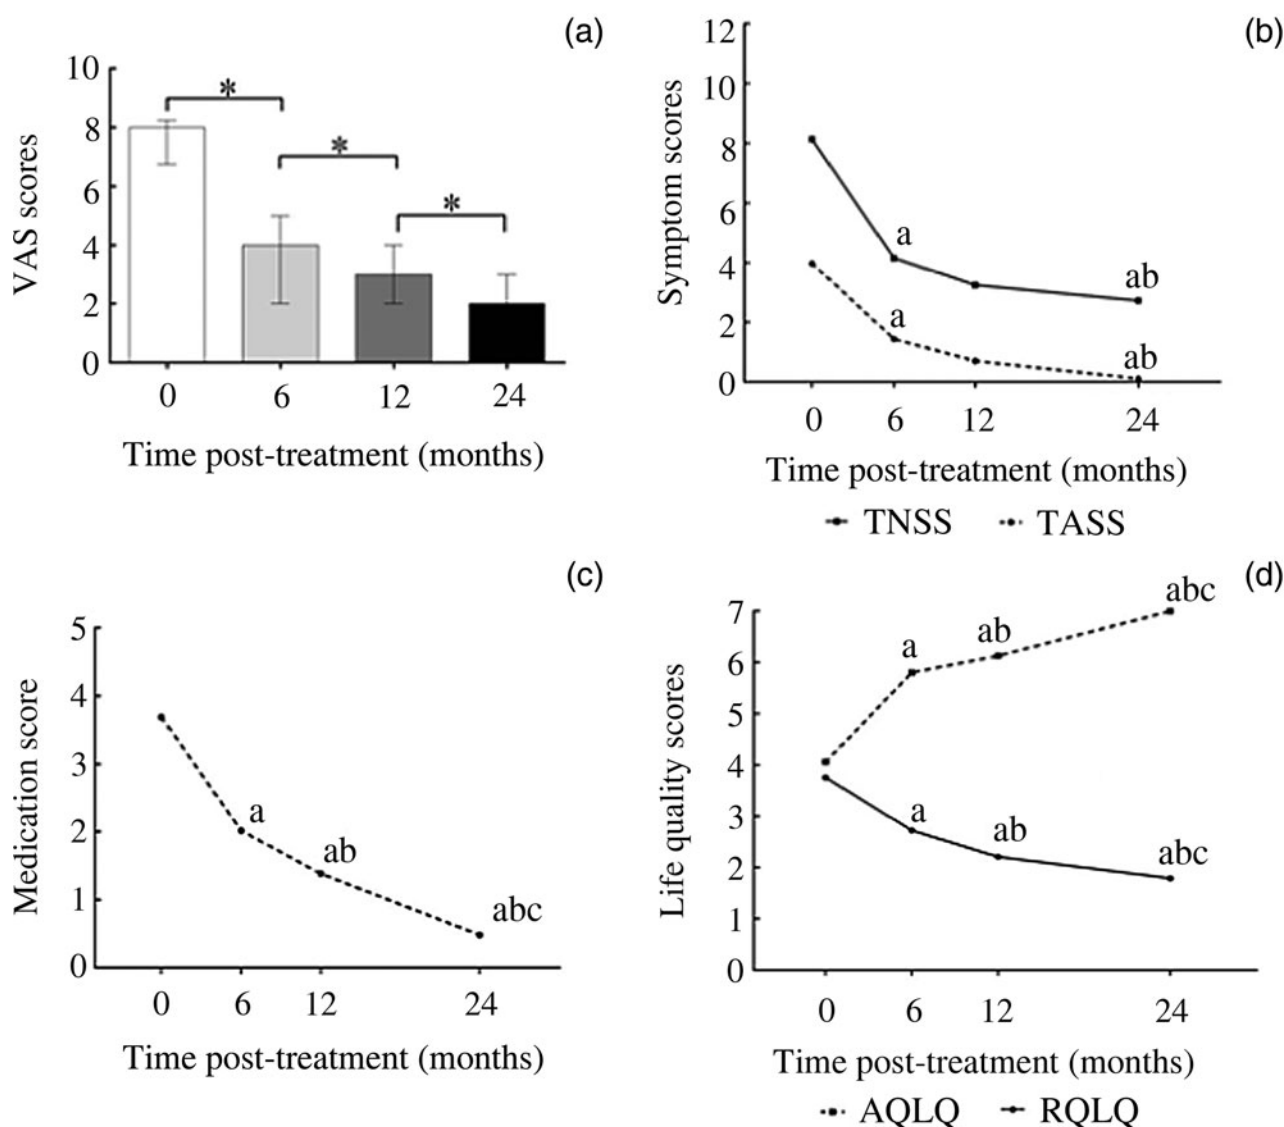 (a)
10
8
6
4
2
0
VAS scores
*
*
*
0 6 12 24
Time post-treatment (months)
(b)
12
10
8
6
4
2
0
Symptom scores
a
ab
a
ab
0 6 12 24
Time post-treatment (months)
TNSS TASS
(c)
5
4
3
2
1
0
Medication score
a
ab
abc
0 6 12 24
Time post-treatment (months)
(d)
7
6
5
4
3
2
1
0
Life quality scores
a
ab
abc
a
ab
abc
0 6 12 24
Time post-treatment (months)
AQLQ RQLQ